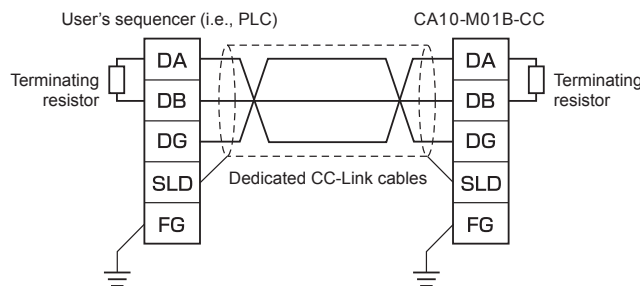 User's sequencer (i.e., PLC)
CA10-M01B-CC
Terminating
resistor
DA
DB
DG
SLD
FG
Dedicated CC-Link cables
DA
DB
DG
SLD
FG
Terminating
resistor